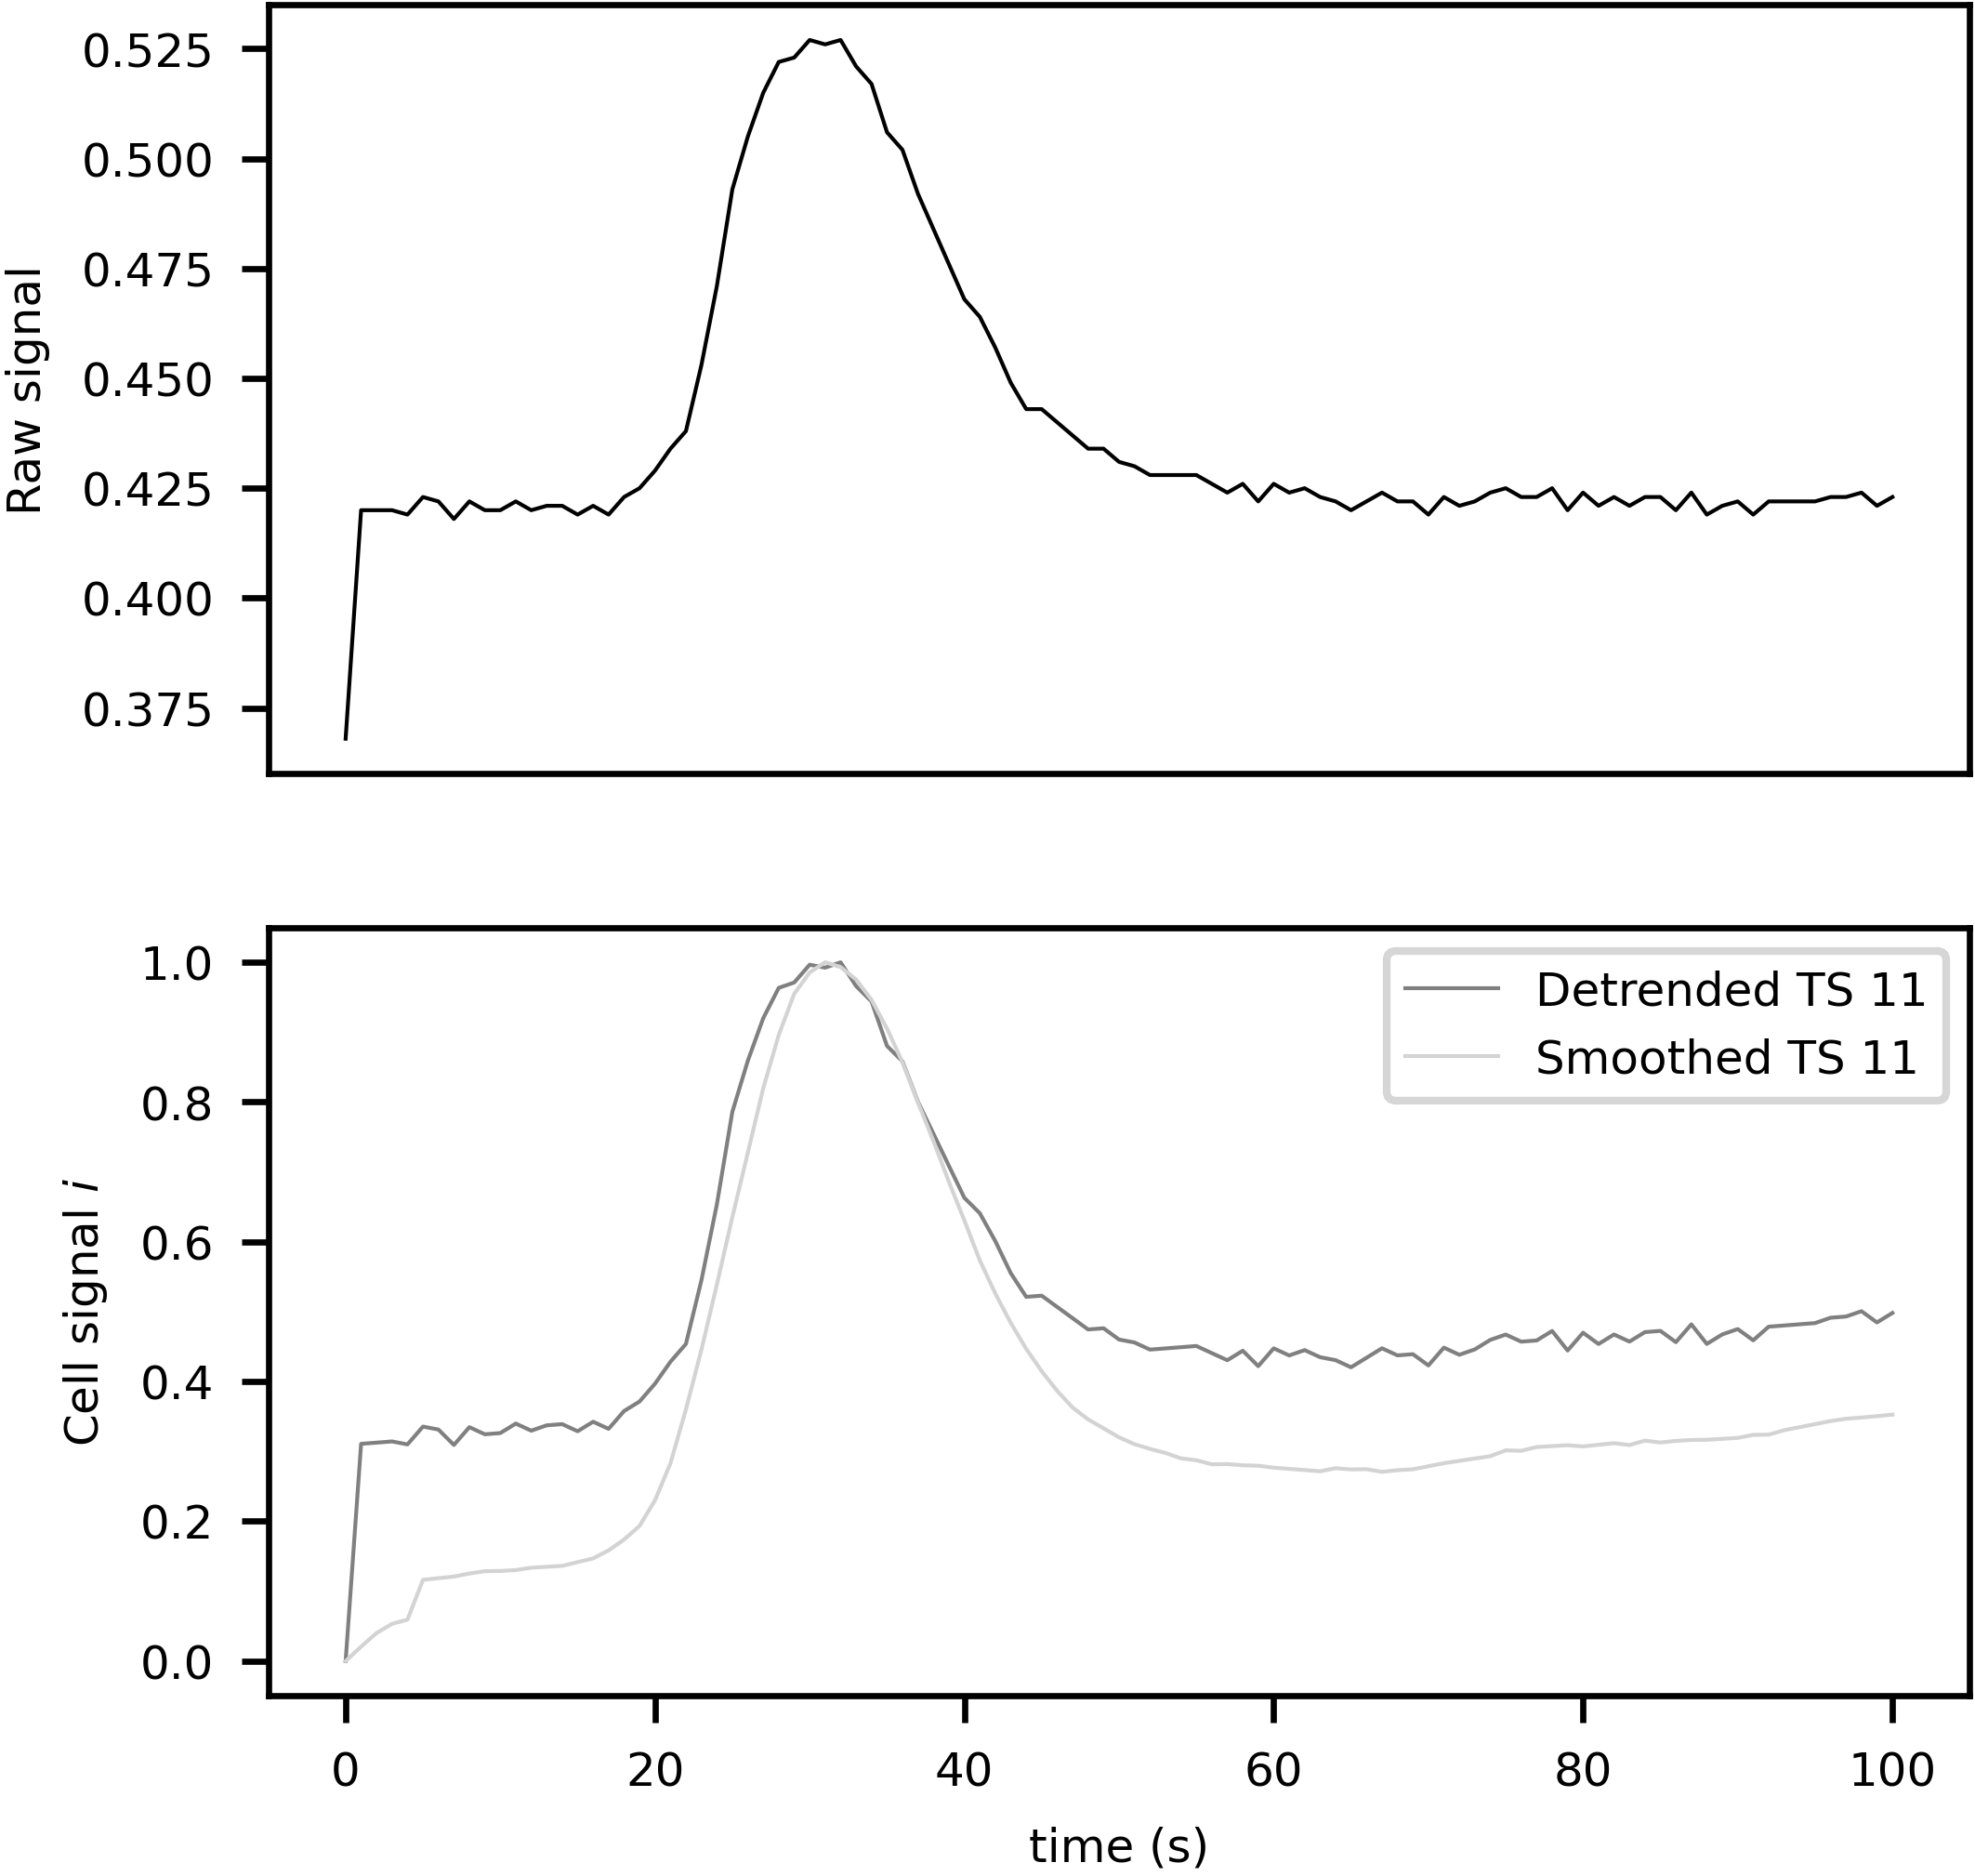 Raw signal
0.525
0.500
0.475
0.450
0.425
0.400
0.375
Cell signal i
1.0
0.8
0.6
0.4
0.2
0.0
Detrended TS 11
Smoothed TS 11
0 20 40 60 80 100
time (s)